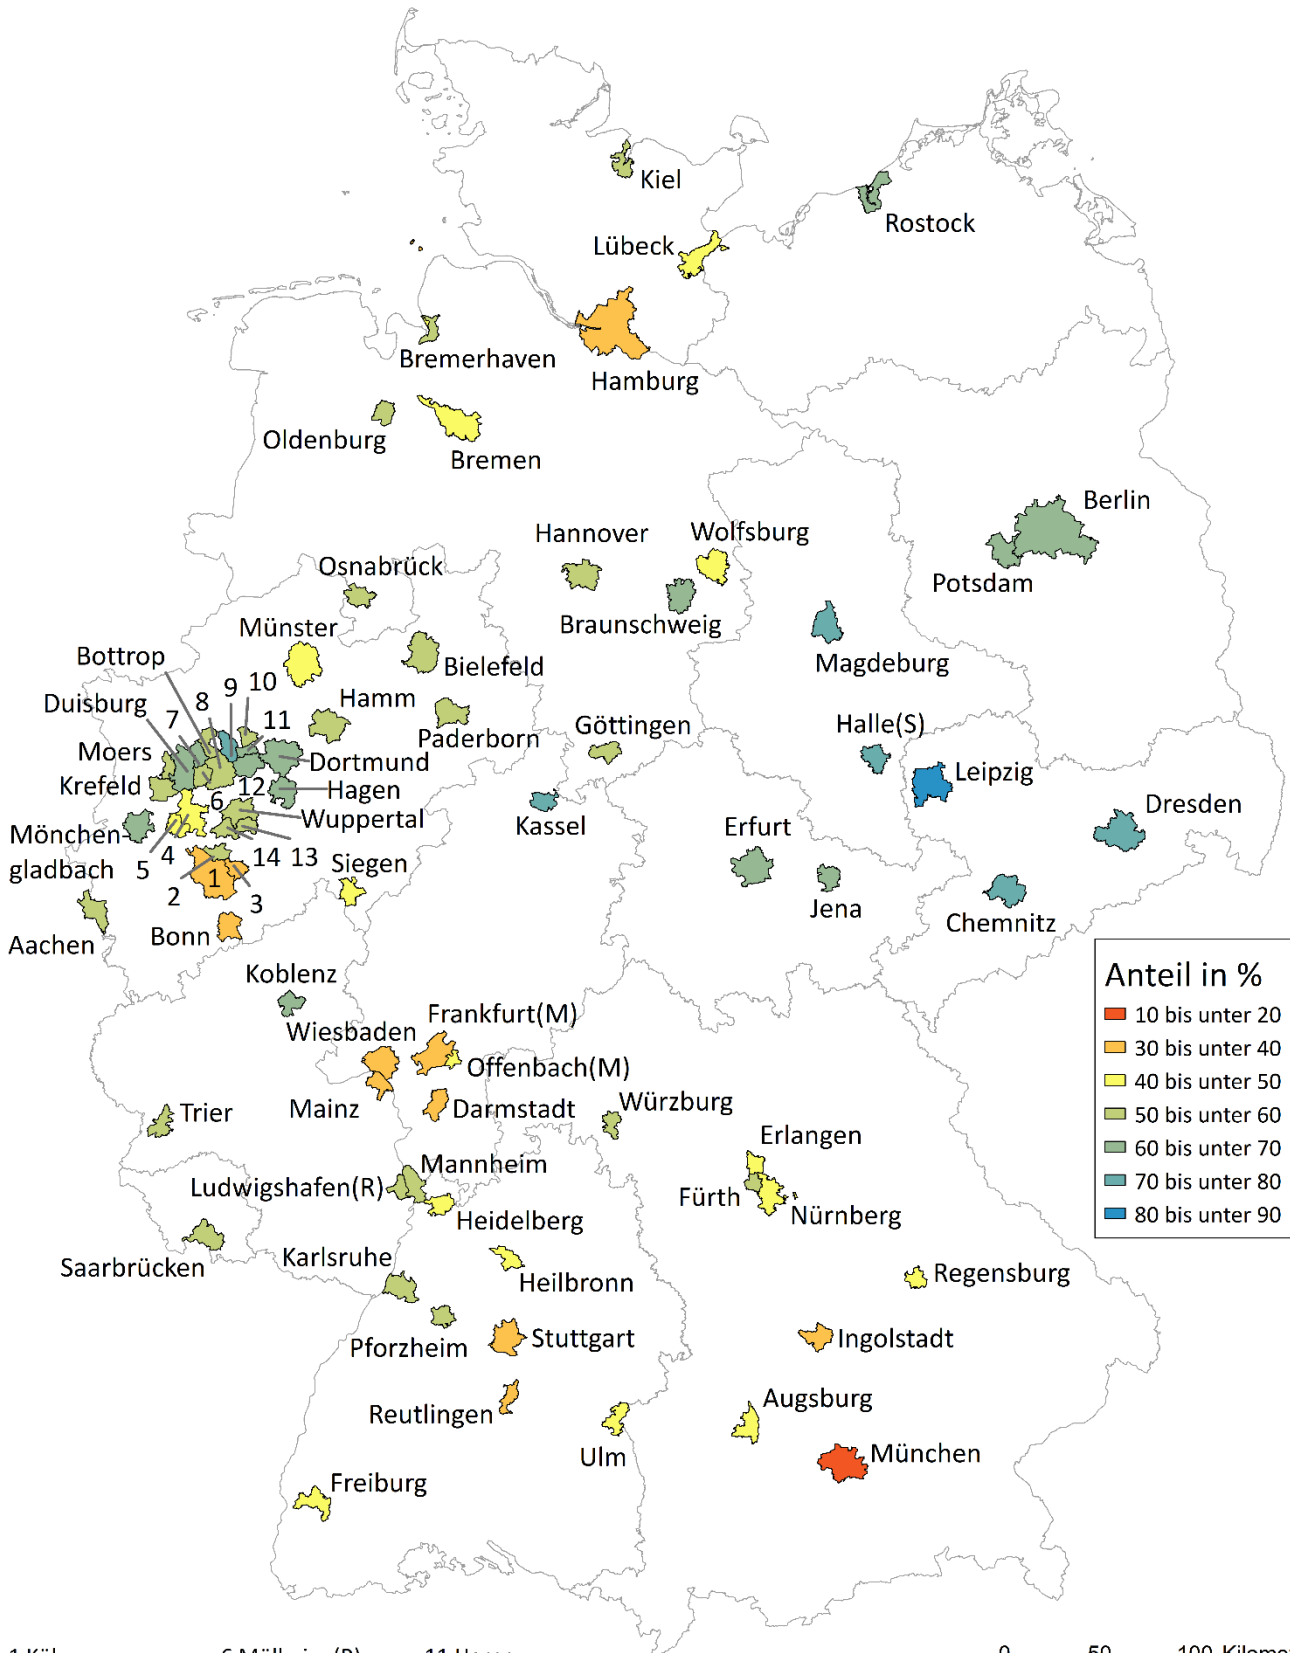 Kiel
Rostock
Lübeck
Bremerhaven
Hamburg
Oldenburg
Bremen
Berlin
Hannover
Wolfsburg
Osnabrück
Potsdam
Braunschweig
Münster
Bottrop
Magdeburg
Bielefeld
9 10
Duisburg
8
Hamm
7
11
Göttingen
Halle(S)
Moers
Paderborn
Dortmund
Leipzig
Krefeld
6 12
Hagen
Dresden
Mönchen
gladbach
Wuppertal
Kassel
Erfurt
5 4
14 13
Siegen
2 1 3
Jena
Chemnitz
Aachen
Bonn
Koblenz
Anteil in %
10 bis unter 20
30 bis unter 40
40 bis unter 50
50 bis unter 60
60 bis unter 70
70 bis unter 80
80 bis unter 90
Frankfurt(M)
Wiesbaden
Offenbach(M)
Mainz
Darmstadt
Trier
Würzburg
Erlangen
Mannheim
Ludwigshafen(R)
Fürth
Nürnberg
Heidelberg
Saarbrücken
Karlsruhe
Heilbronn
Regensburg
Pforzheim
Stuttgart
Ingolstadt
Reutlingen
Augsburg
Ulm
München
Freiburg